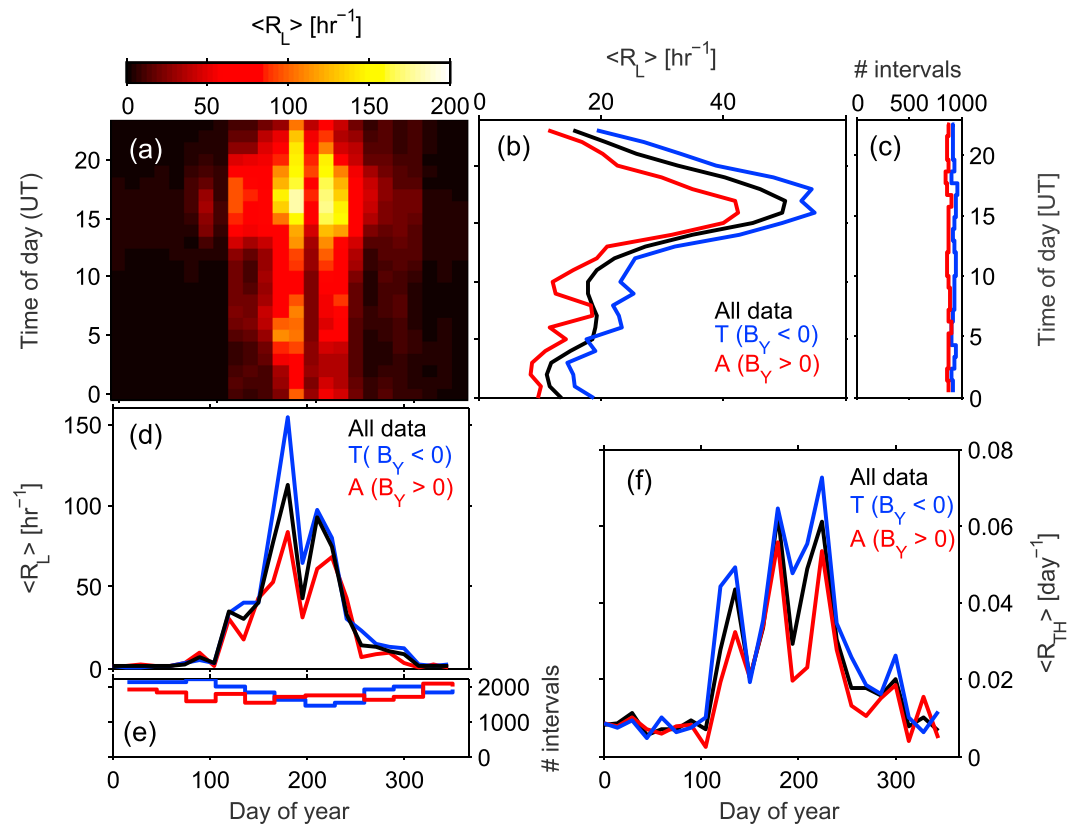 <R_L> [hr⁻¹]
0 50 100 150 200
(a)
Time of day (UT)
20
15
10
5
0
<R_L> [hr⁻¹]
0 20 40
(b)
All data
T (B_Y < 0)
A (B_Y > 0)
# intervals
0 500 1000
(c)
20
15
10
5
0
Time of day [UT]
(d)
All data
T( B_Y < 0)
A (B_Y > 0)
<R_L> [hr⁻¹]
150
100
50
0
(e)
2000
1000
0
# intervals
0 100 200 300
Day of year
(f)
All data
T (B_Y < 0)
A (B_Y > 0)
0.08
0.06
0.04
0.02
0
<R_TH> [day⁻¹]
0 100 200 300
Day of year